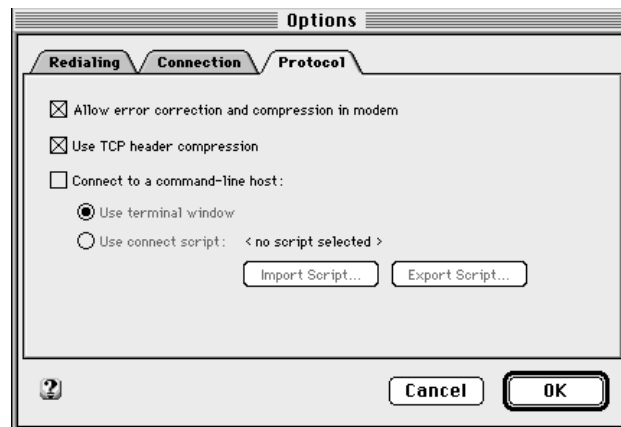 Options
Redialing Connection Protocol
Allow error correction and compression in modem
Use TCP header compression
Connect to a command-line host:
Use terminal window
Use connect script: < no script selected >
Import Script... Export Script...
? Cancel OK